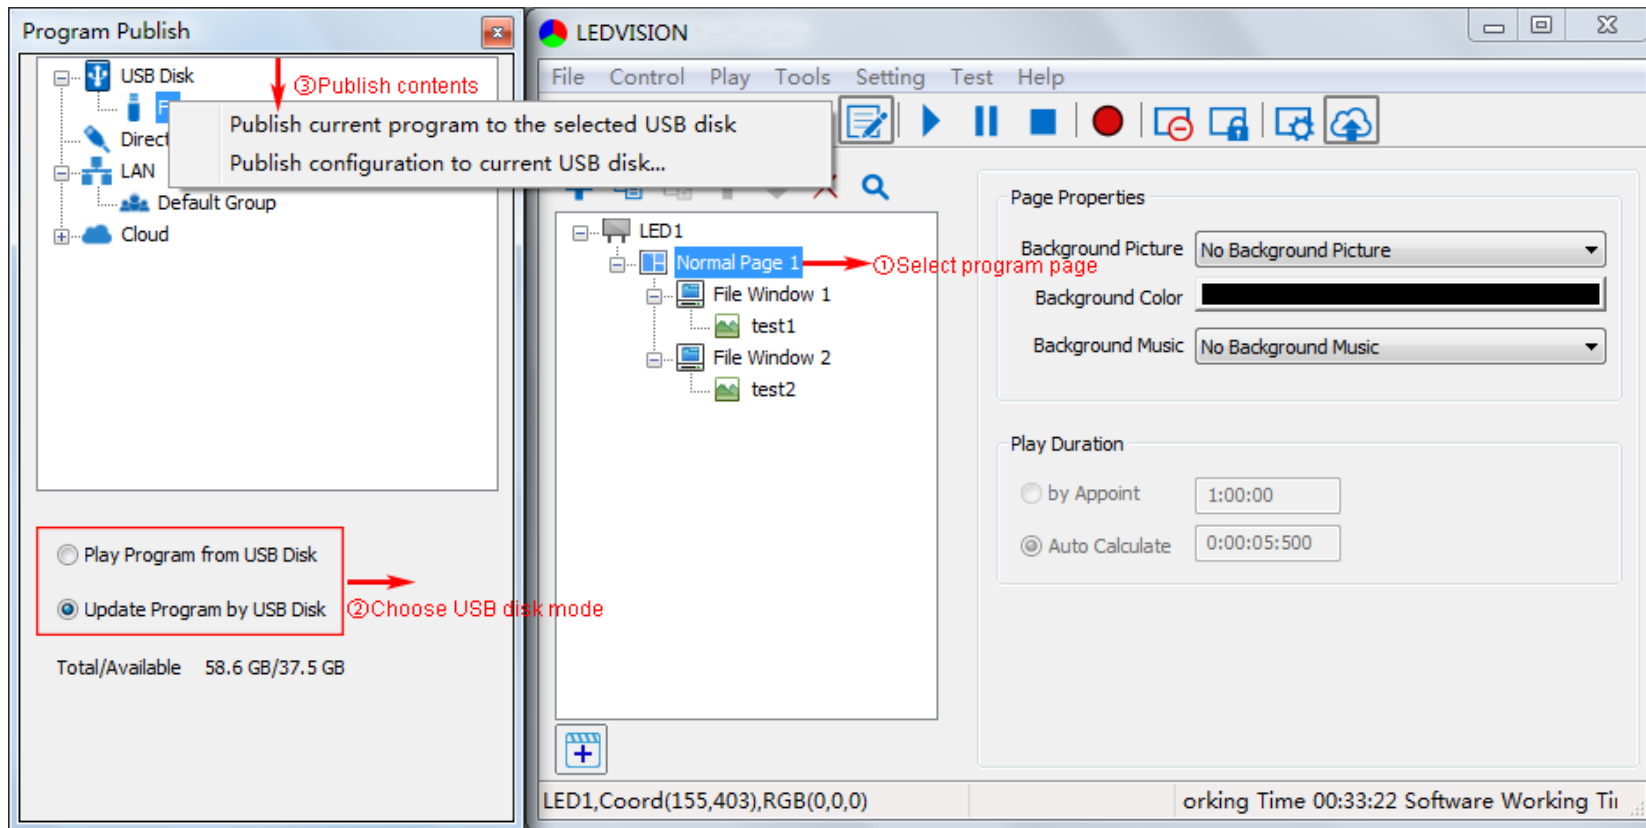 Program Publish
USB Disk
③Publish contents
Publish current program to the selected USB disk
Publish configuration to current USB disk...
Direct
LAN
Default Group
Cloud
Play Program from USB Disk
Update Program by USB Disk
②Choose USB disk mode
Total/Available 58.6 GB/37.5 GB
LEDVISION
File Control Play Tools Setting Test Help
LED1
Normal Page 1
①Select program page
File Window 1
test1
File Window 2
test2
Page Properties
Background Picture No Background Picture
Background Color
Background Music No Background Music
Play Duration
by Appoint 1:00:00
Auto Calculate 0:00:05:500
LED1,Coord(155,403),RGB(0,0,0)
orking Time 00:33:22 Software Working Tin